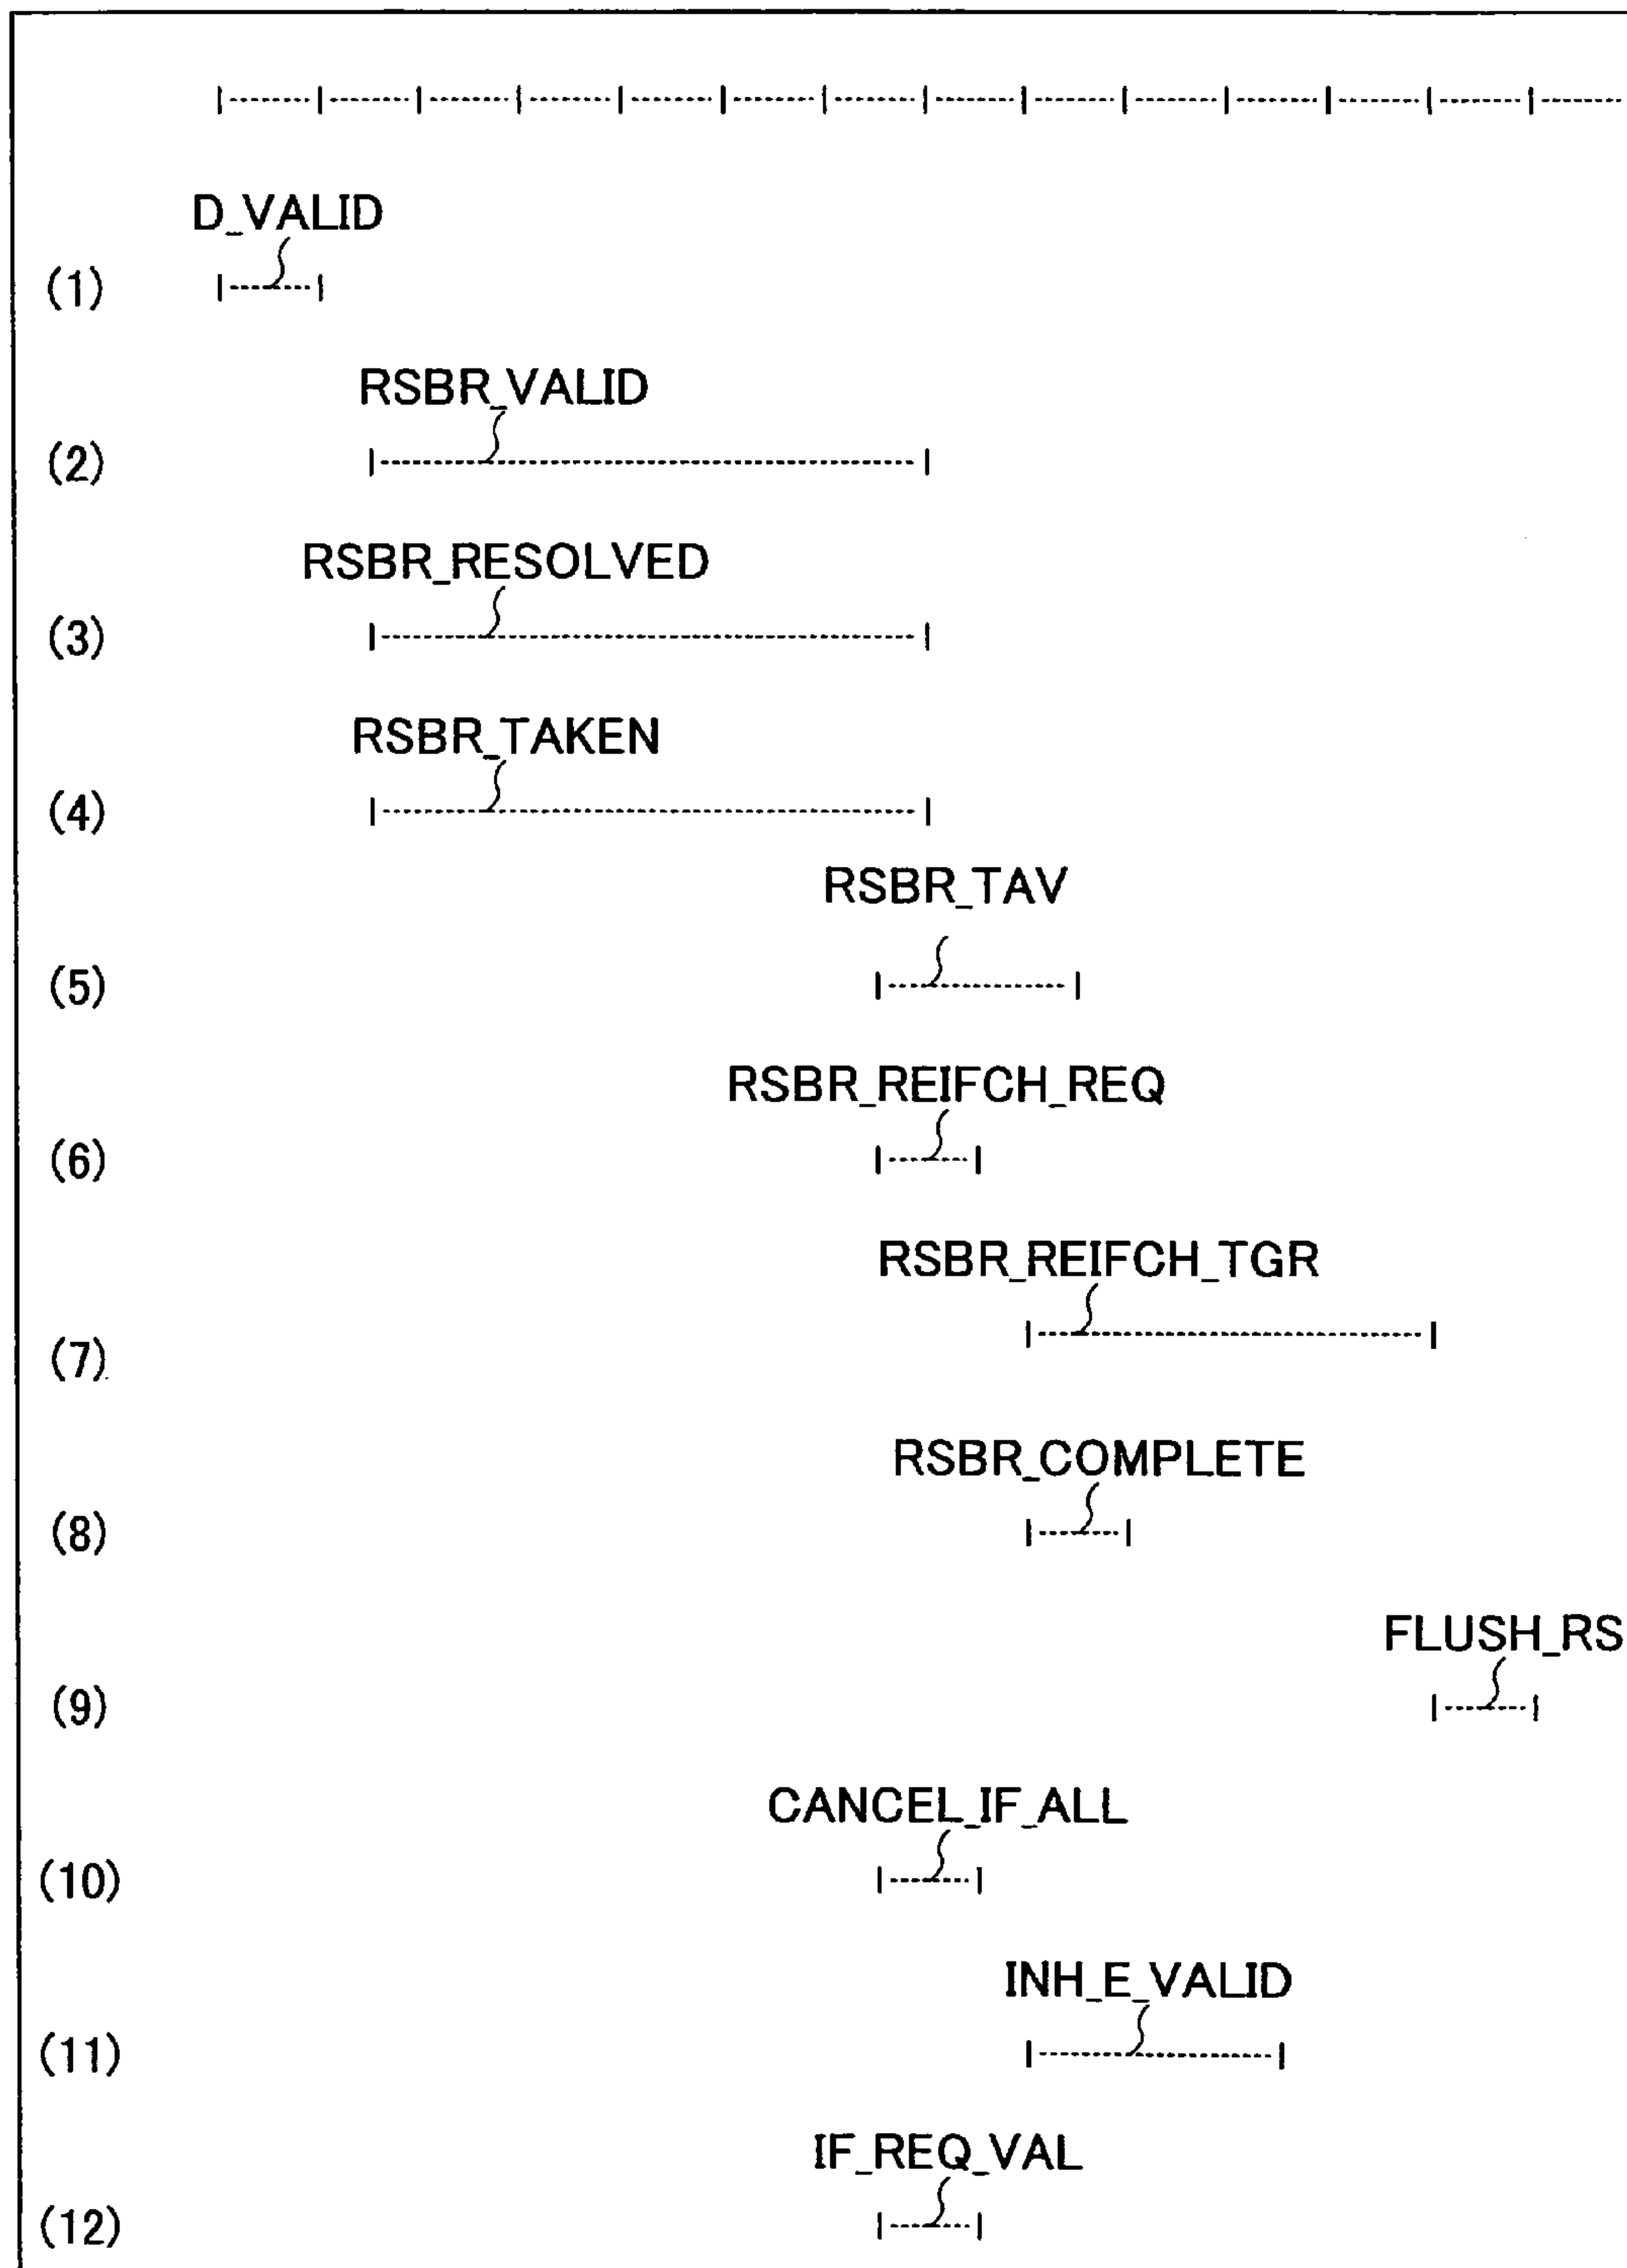 D_VALID
(1)
RSBR_VALID
(2)
RSBR_RESOLVED
(3)
RSBR_TAKEN
(4)
RSBR_TAV
(5)
RSBR_REIFCH_REQ
(6)
RSBR_REIFCH_TGR
(7)
RSBR_COMPLETE
(8)
FLUSH_RS
(9)
CANCEL_IF_ALL
(10)
INH_E_VALID
(11)
IF_REQ_VAL
(12)